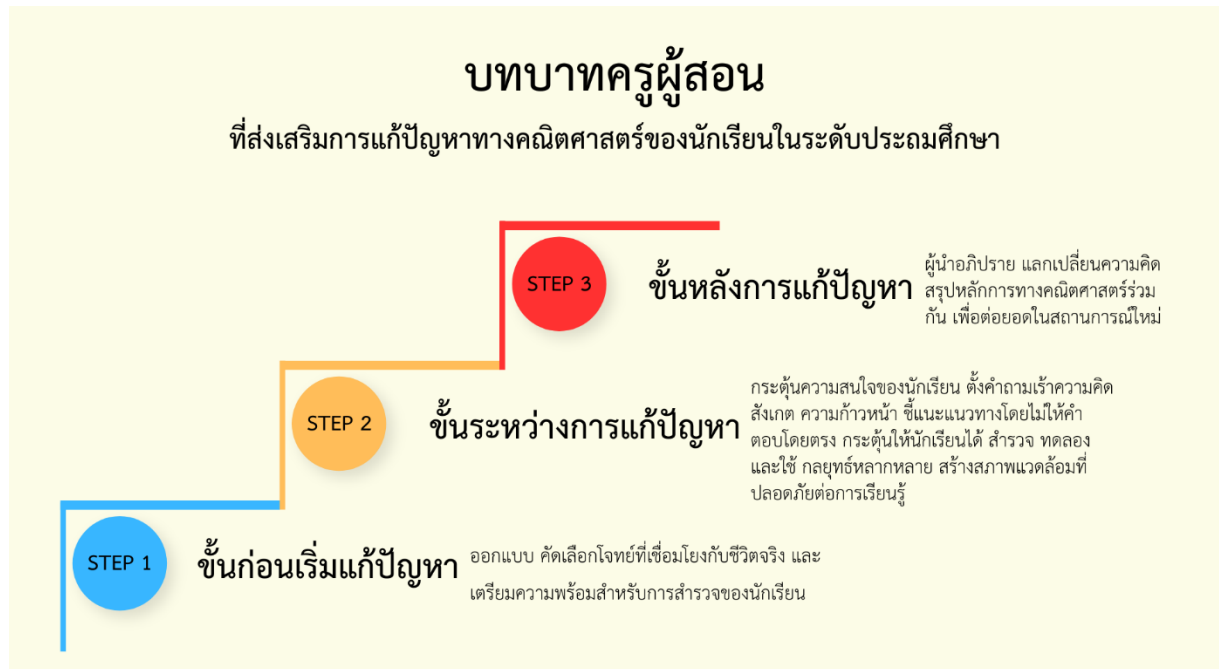 บทบาทครูผู้สอน
ที่ส่งเสริมการแก้ปัญหาทางคณิตศาสตร์ของนักเรียนในระดับประถมศึกษา
STEP 3
ขั้นหลังการแก้ปัญหา
ผู้นำอภิปราย แลกเปลี่ยนความคิด
สรุปหลักการทางคณิตศาสตร์ร่วม
กัน เพื่อต่อยอดในสถานการณ์ใหม่
STEP 2
ขั้นระหว่างการแก้ปัญหา
กระตุ้นความสนใจของนักเรียน ตั้งคำถามเร้าความคิด
สังเกต ความก้าวหน้า ชี้แนะแนวทางโดยไม่ให้คำ
ตอบโดยตรง กระตุ้นให้นักเรียนได้ สำรวจ ทดลอง
และใช้ กลยุทธ์หลากหลาย สร้างสภาพแวดล้อมที่
ปลอดภัยต่อการเรียนรู้
STEP 1
ขั้นก่อนเริ่มแก้ปัญหา
ออกแบบ คัดเลือกโจทย์ที่เชื่อมโยงกับชีวิตจริง และ
เตรียมความพร้อมสำหรับการสำรวจของนักเรียน